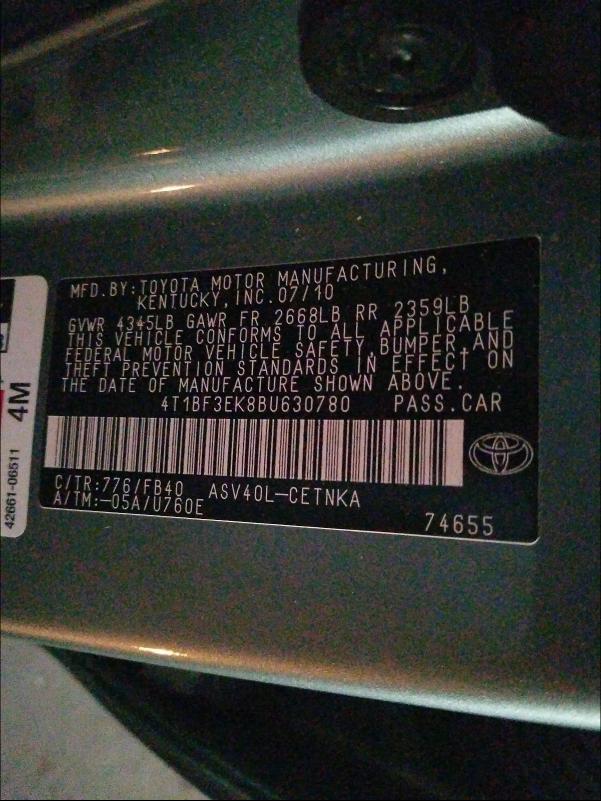 MFD.BY:TOYOTA MOTOR MANUFACTURING,
KENTUCKY,INC.07/10
GVWR 4345LB GAWR FR 2668LB RR 2359LB
THIS VEHICLE CONFORMS TO ALL APPLICABLE
FEDERAL MOTOR VEHICLE SAFETY,BUMPER,AND
THEFT PREVENTION STANDARDS IN EFFECT ON
THE DATE OF MANUFACTURE SHOWN ABOVE.
4T1BF3EK8BU630780 PASS.CAR
C/TR:776/FB40 ASV40L-CETNKA
A/TM:-05A/U760E
74655
4M
42661-06511